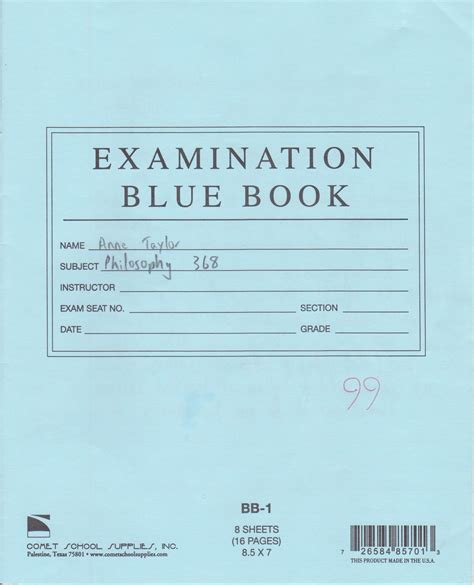 EXAMINATION
BLUE BOOK
NAME Anne Taylor
SUBJECT Philosophy 368
INSTRUCTOR
EXAM SEAT NO. SECTION
DATE GRADE
99
BB-1
8 SHEETS
(16 PAGES)
8.5 X 7
COMET SCHOOL SUPPLIES, INC.
Palestine, Texas 75801 • www.cometschoolsupplies.com
7 26584 85701 3
THIS PRODUCT MADE IN THE U.S.A.